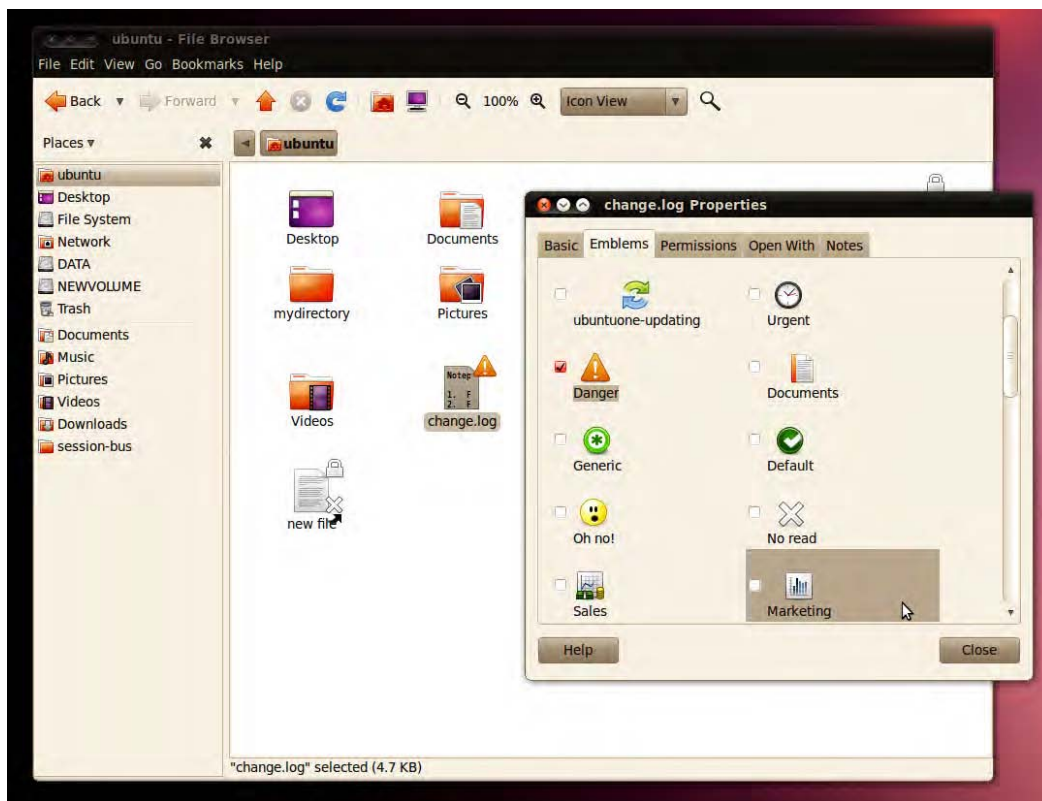 ubuntu - File Browser
File Edit View Go Bookmarks Help
Back Forward 100% Icon View
Places ubuntu
ubuntu
Desktop
File System
Network
DATA
NEWVOLUME
Trash
Documents
Music
Pictures
Videos
Downloads
session-bus
Desktop Documents
mydirectory Pictures
Notep
1. F
2. F
Videos change.log
new file
"change.log" selected (4.7 KB)
change.log Properties
Basic Emblems Permissions Open With Notes
ubuntuone-updating Urgent
Danger Documents
Generic Default
Oh no! No read
Sales Marketing
Help Close